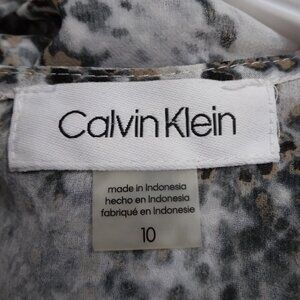 Calvin Klein
made in Indonesia
hecho en Indonesia
fabriqué en Indonesie
10